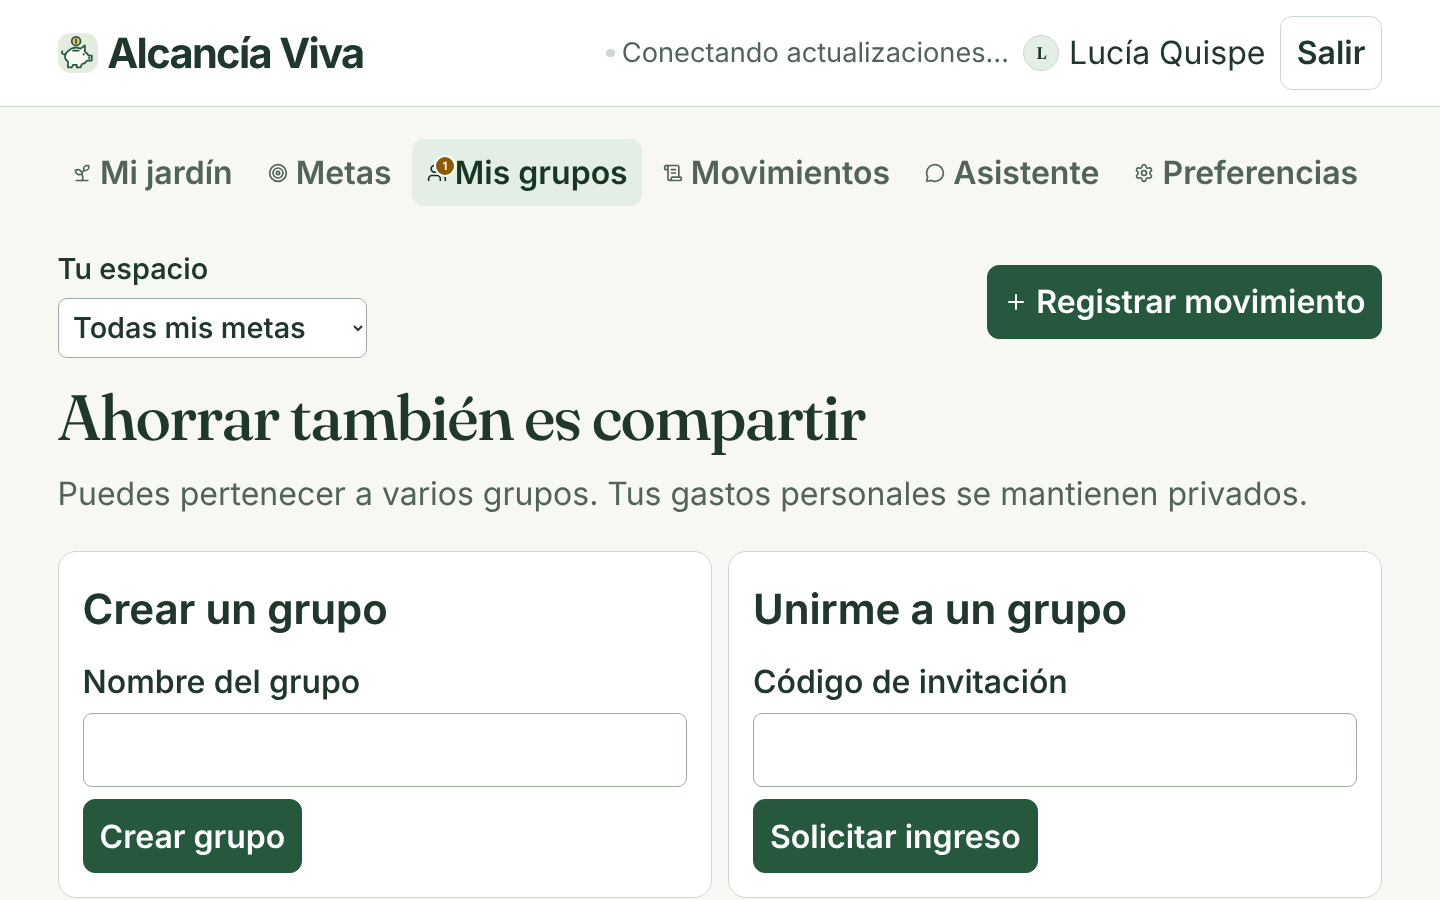 Alcancía Viva
Conectando actualizaciones...
L
Lucía Quispe
Salir
Mi jardín
Metas
1
Mis grupos
Movimientos
Asistente
Preferencias
Tu espacio
Todas mis metas
+ Registrar movimiento
Ahorrar también es compartir
Puedes pertenecer a varios grupos. Tus gastos personales se mantienen privados.
Crear un grupo
Nombre del grupo
Crear grupo
Unirme a un grupo
Código de invitación
Solicitar ingreso